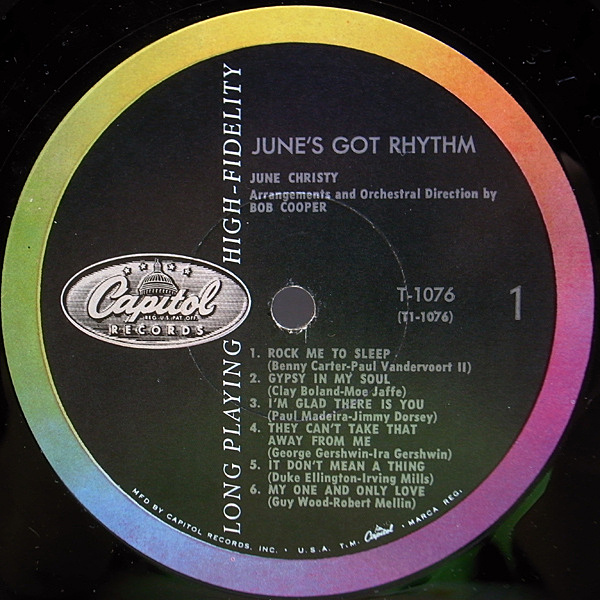 LONG PLAYING HIGH-FIDELITY
JUNE'S GOT RHYTHM
JUNE CHRISTY
Arrangements and Orchestral Direction by
BOB COOPER
Capitol
REG. U.S. PAT. OFF.
RECORDS
T-1076
(T1-1076)
1
1. ROCK ME TO SLEEP
(Benny Carter-Paul Vandervoort II)
2. GYPSY IN MY SOUL
(Clay Boland-Moe Jaffe)
3. I'M GLAD THERE IS YOU
(Paul Madeira-Jimmy Dorsey)
4. THEY CAN'T TAKE THAT
AWAY FROM ME
(George Gershwin-Ira Gershwin)
5. IT DON'T MEAN A THING
(Duke Ellington-Irving Mills)
6. MY ONE AND ONLY LOVE
(Guy Wood-Robert Mellin)
MFD BY CAPITOL RECORDS, INC. • U.S.A. T.M. Capitol • MARCA REG.